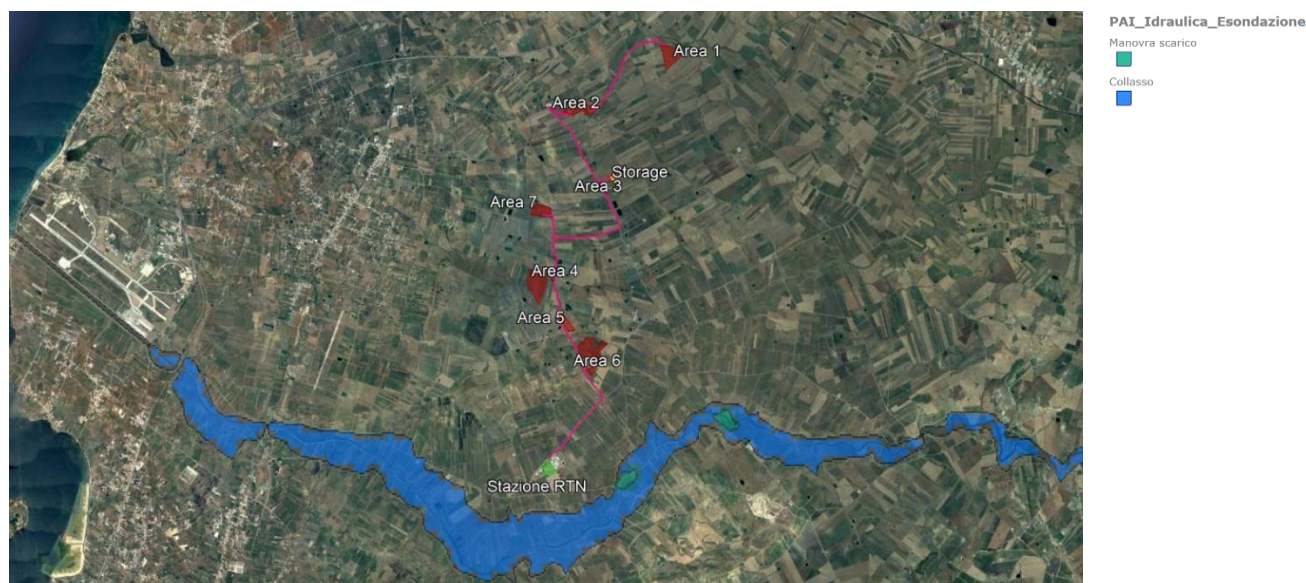 PAI_Idraulica_Esondazione
Manovra scarico
Collasso
Area 1
Area 2
Storage
Area 3
Area 7
Area 4
Area 5
Area 6
Stazione RTN